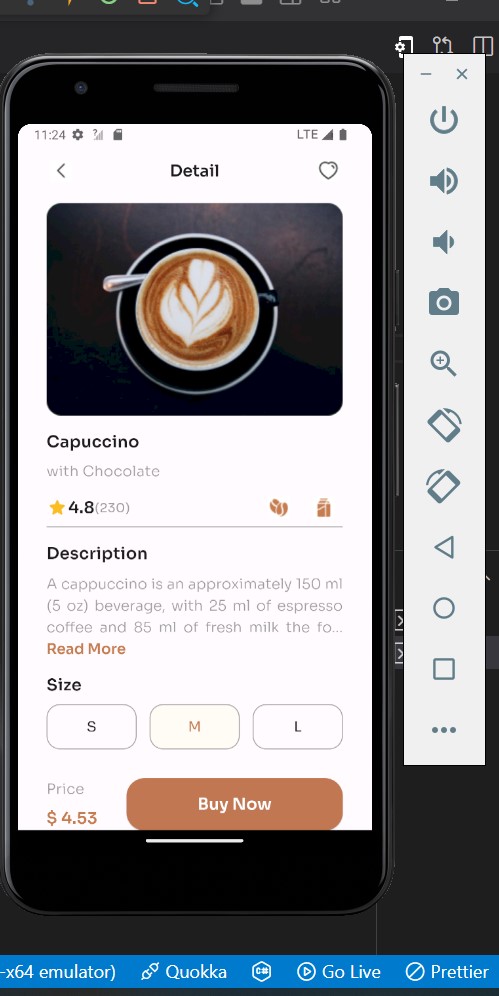 11:24
LTE
Detail
Capuccino
with Chocolate
4.8(230)
Description
A cappuccino is an approximately 150 ml
(5 oz) beverage, with 25 ml of espresso
coffee and 85 ml of fresh milk the fo...
Read More
Size
S M L
Price
$ 4.53
Buy Now
-x64 emulator) Quokka C# Go Live Prettier